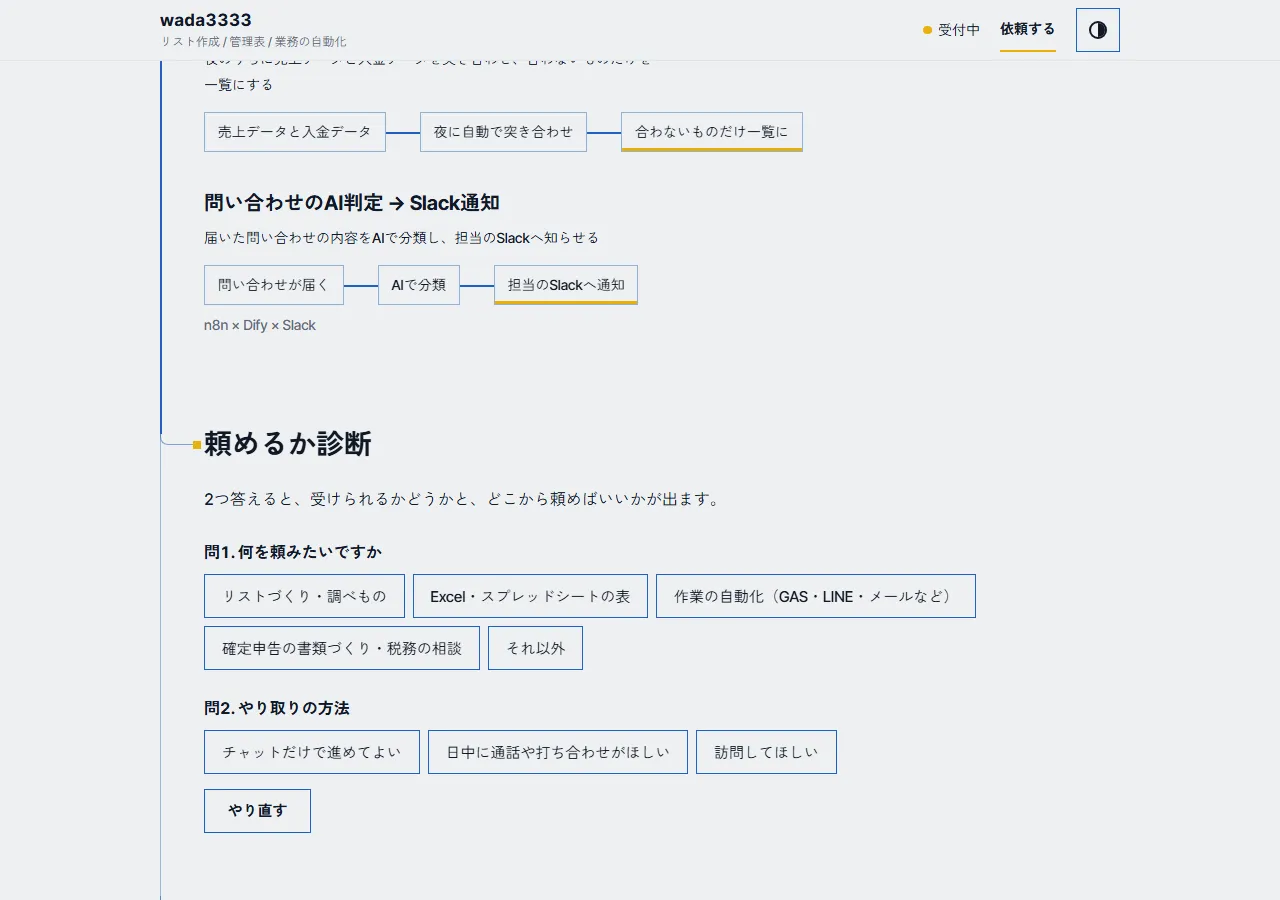 wada3333
リスト作成 / 管理表 / 業務の自動化
受付中
依頼する
一覧にする
売上データと入金データ
夜に自動で突き合わせ
合わないものだけ一覧に
問い合わせのAI判定 → Slack通知
届いた問い合わせの内容をAIで分類し、担当のSlackへ知らせる
問い合わせが届く
AIで分類
担当のSlackへ通知
n8n × Dify × Slack
頼めるか診断
2つ答えると、受けられるかどうかと、どこから頼めばいいかが出ます。
問1. 何を頼みたいですか
リストづくり・調べもの
Excel・スプレッドシートの表
作業の自動化（GAS・LINE・メールなど）
確定申告の書類づくり・税務の相談
それ以外
問2. やり取りの方法
チャットだけで進めてよい
日中に通話や打ち合わせがほしい
訪問してほしい
やり直す